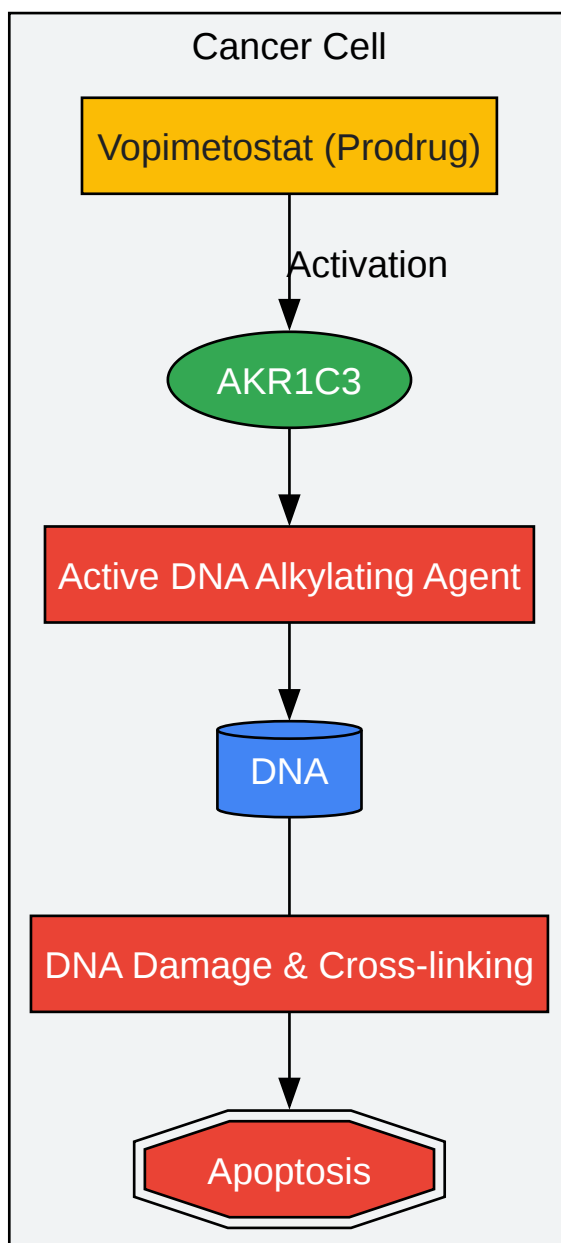 Cancer Cell
Vopimetostat (Prodrug)
Activation
AKR1C3
Active DNA Alkylating Agent
DNA
DNA Damage & Cross-linking
Apoptosis